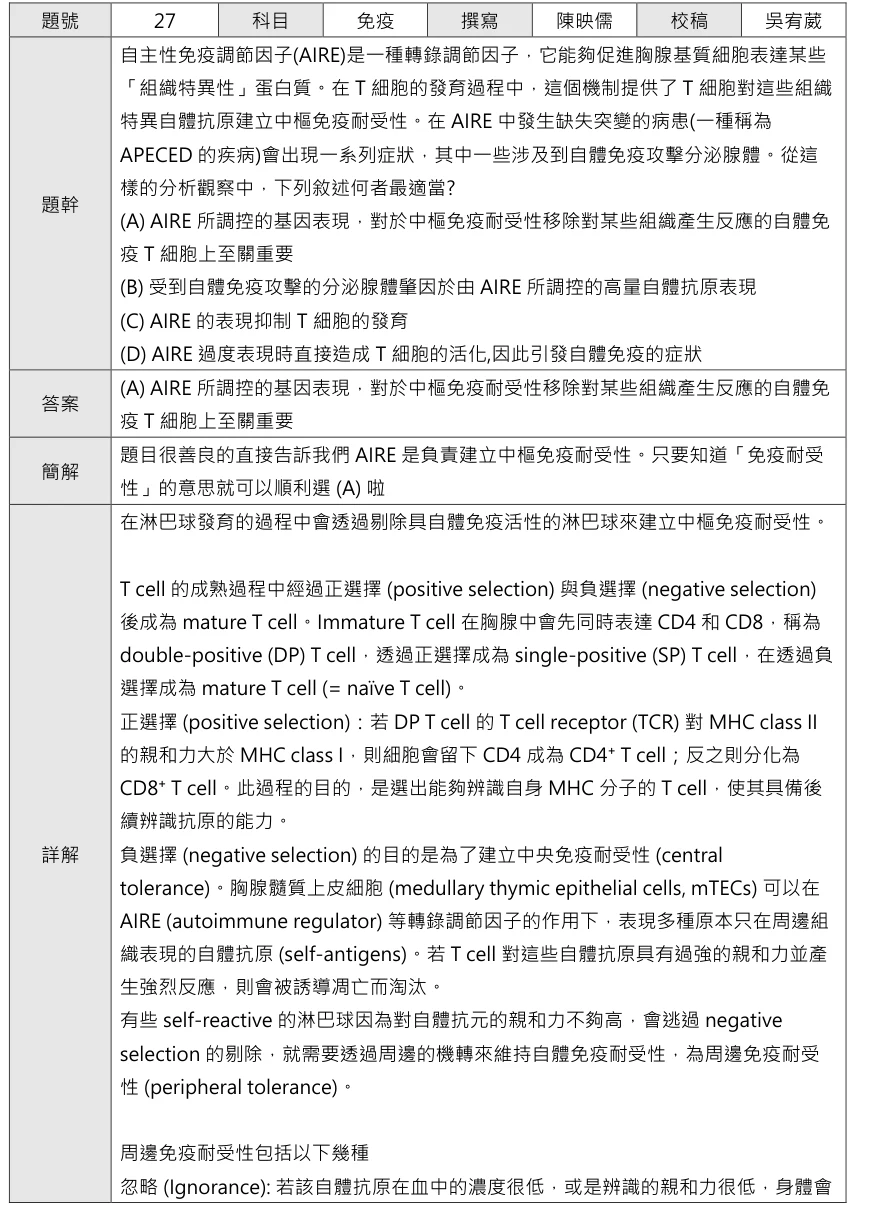 題號 27 科目 免疫 撰寫 陳映儒 校稿 吳宥葳
題幹
自主性免疫調節因子(AIRE)是一種轉錄調節因子，它能夠促進胸腺基質細胞表達某些
「組織特異性」蛋白質。在 T 細胞的發育過程中，這個機制提供了 T 細胞對這些組織
特異自體抗原建立中樞免疫耐受性。在 AIRE 中發生缺失突變的病患(一種稱為
APECED 的疾病)會出現一系列症狀，其中一些涉及到自體免疫攻擊分泌腺體。從這
樣的分析觀察中，下列敘述何者最適當?
(A) AIRE 所調控的基因表現，對於中樞免疫耐受性移除對某些組織產生反應的自體免
疫 T 細胞上至關重要
(B) 受到自體免疫攻擊的分泌腺體肇因於由 AIRE 所調控的高量自體抗原表現
(C) AIRE 的表現抑制 T 細胞的發育
(D) AIRE 過度表現時直接造成 T 細胞的活化,因此引發自體免疫的症狀
答案
(A) AIRE 所調控的基因表現，對於中樞免疫耐受性移除對某些組織產生反應的自體免
疫 T 細胞上至關重要
簡解
題目很善良的直接告訴我們 AIRE 是負責建立中樞免疫耐受性。只要知道「免疫耐受
性」的意思就可以順利選 (A) 啦
詳解
在淋巴球發育的過程中會透過剔除具自體免疫活性的淋巴球來建立中樞免疫耐受性。
T cell 的成熟過程中經過正選擇 (positive selection) 與負選擇 (negative selection)
後成為 mature T cell。Immature T cell 在胸腺中會先同時表達 CD4 和 CD8，稱為
double-positive (DP) T cell，透過正選擇成為 single-positive (SP) T cell，在透過負
選擇成為 mature T cell (= naïve T cell)。
正選擇 (positive selection)：若 DP T cell 的 T cell receptor (TCR) 對 MHC class II
的親和力大於 MHC class I，則細胞會留下 CD4 成為 CD4⁺ T cell；反之則分化為
CD8⁺ T cell。此過程的目的，是選出能夠辨識自身 MHC 分子的 T cell，使其具備後
續辨識抗原的能力。
負選擇 (negative selection) 的目的是為了建立中央免疫耐受性 (central
tolerance)。胸腺髓質上皮細胞 (medullary thymic epithelial cells, mTECs) 可以在
AIRE (autoimmune regulator) 等轉錄調節因子的作用下，表現多種原本只在周邊組
織表現的自體抗原 (self-antigens)。若 T cell 對這些自體抗原具有過強的親和力並產
生強烈反應，則會被誘導凋亡而淘汰。
有些 self-reactive 的淋巴球因為對自體抗元的親和力不夠高，會逃過 negative
selection 的剔除，就需要透過周邊的機轉來維持自體免疫耐受性，為周邊免疫耐受
性 (peripheral tolerance)。
周邊免疫耐受性包括以下幾種
忽略 (Ignorance): 若該自體抗原在血中的濃度很低，或是辨識的親和力很低，身體會